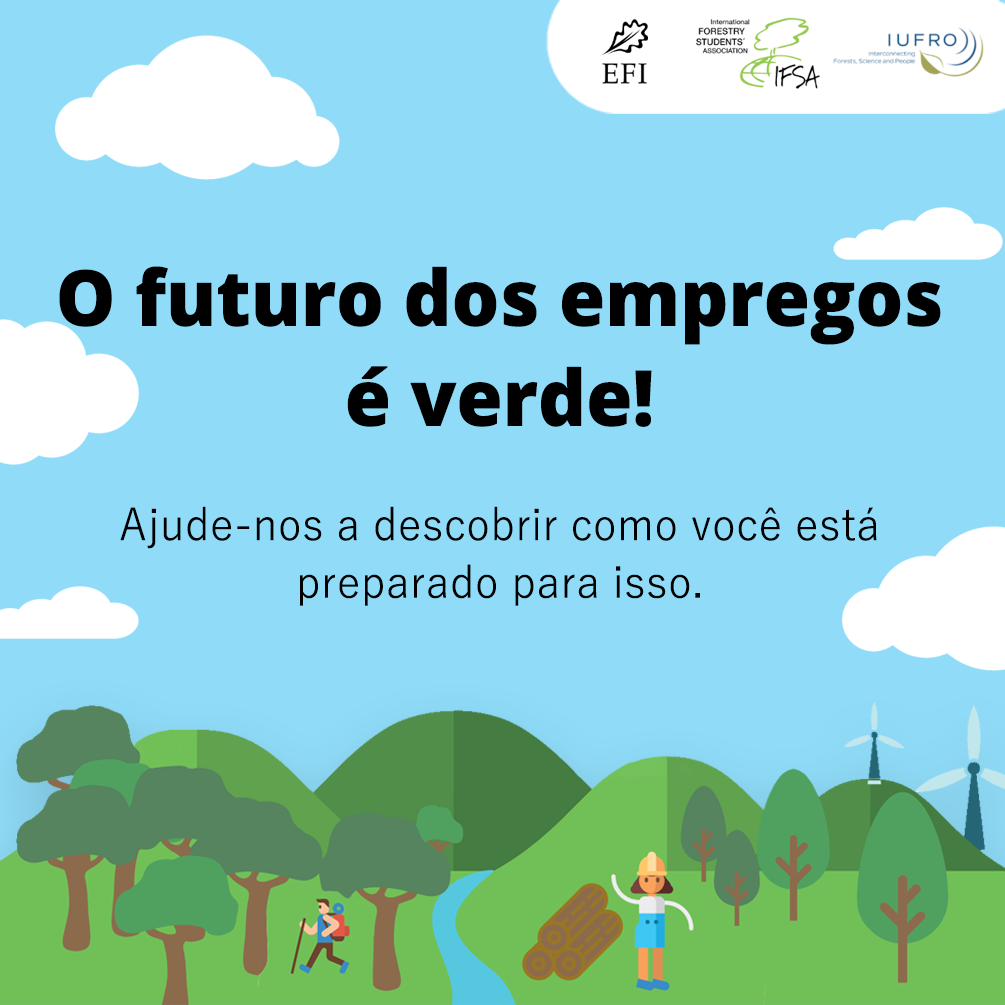 EFI
International
FORESTRY
STUDENTS´
ASSOCIATION
IFSA
IUFRO
Interconnecting
Forests, Science and People
O futuro dos empregos
é verde!
Ajude-nos a descobrir como você está
preparado para isso.